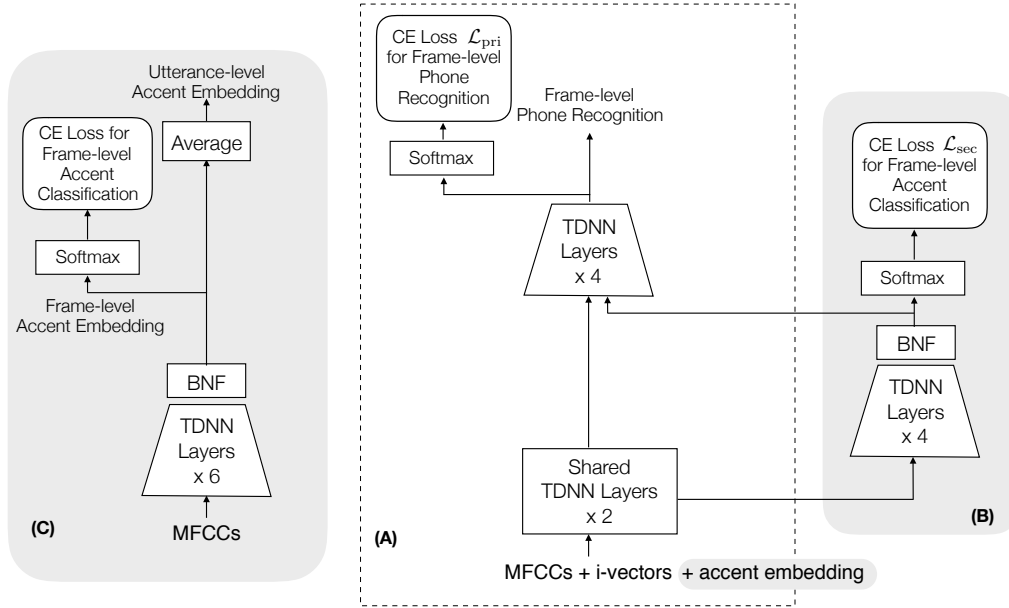 Utterance-level
Accent Embedding
Average
CE Loss for
Frame-level
Accent
Classification
Softmax
Frame-level
Accent Embedding
BNF
TDNN
Layers
x 6
MFCCs
(C)
CE Loss ℒpri
for Frame-level
Phone
Recognition
Softmax
Frame-level
Phone Recognition
TDNN
Layers
x 4
Shared
TDNN Layers
x 2
(A)
MFCCs + i-vectors + accent embedding
CE Loss ℒsec
for Frame-level
Accent
Classification
Softmax
BNF
TDNN
Layers
x 4
(B)